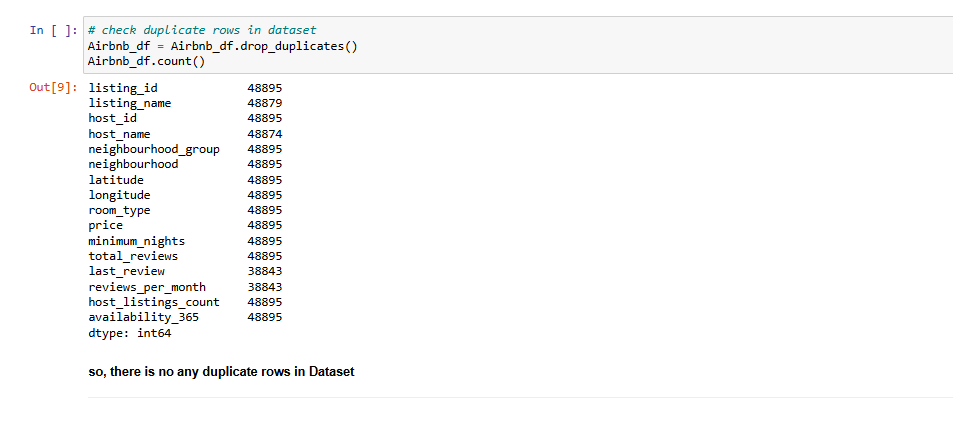 In [ ]: # check duplicate rows in dataset
Airbnb_df = Airbnb_df.drop_duplicates()
Airbnb_df.count()
Out[9]: listing_id 48895
listing_name 48879
host_id 48895
host_name 48874
neighbourhood_group 48895
neighbourhood 48895
latitude 48895
longitude 48895
room_type 48895
price 48895
minimum_nights 48895
total_reviews 48895
last_review 38843
reviews_per_month 38843
host_listings_count 48895
availability_365 48895
dtype: int64
so, there is no any duplicate rows in Dataset